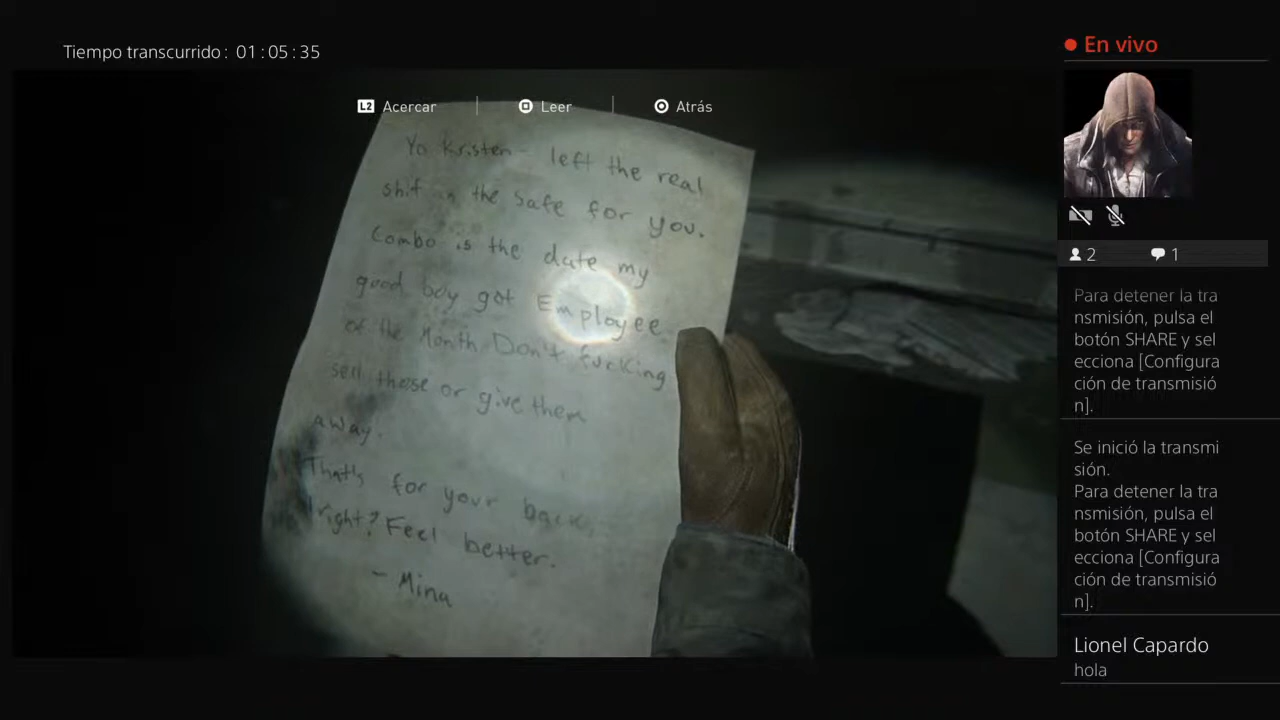 Tiempo transcurrido: 01:05:35
L2 Acercar
Leer
Atrás
Yo Kristen- left the real
shit in the safe for you.
Combo is the date my
good boy got Employee
of the Month Don't fucking
sell those or give them
away.
That's for your back,
right? Feel better.
- Mina
En vivo
2
1
Para detener la tra
nsmisión, pulsa el
botón SHARE y sel
ecciona [Configura
ción de transmisió
n].
Se inició la transmi
sión.
Para detener la tra
nsmisión, pulsa el
botón SHARE y sel
ecciona [Configura
ción de transmisió
n].
Lionel Capardo
hola